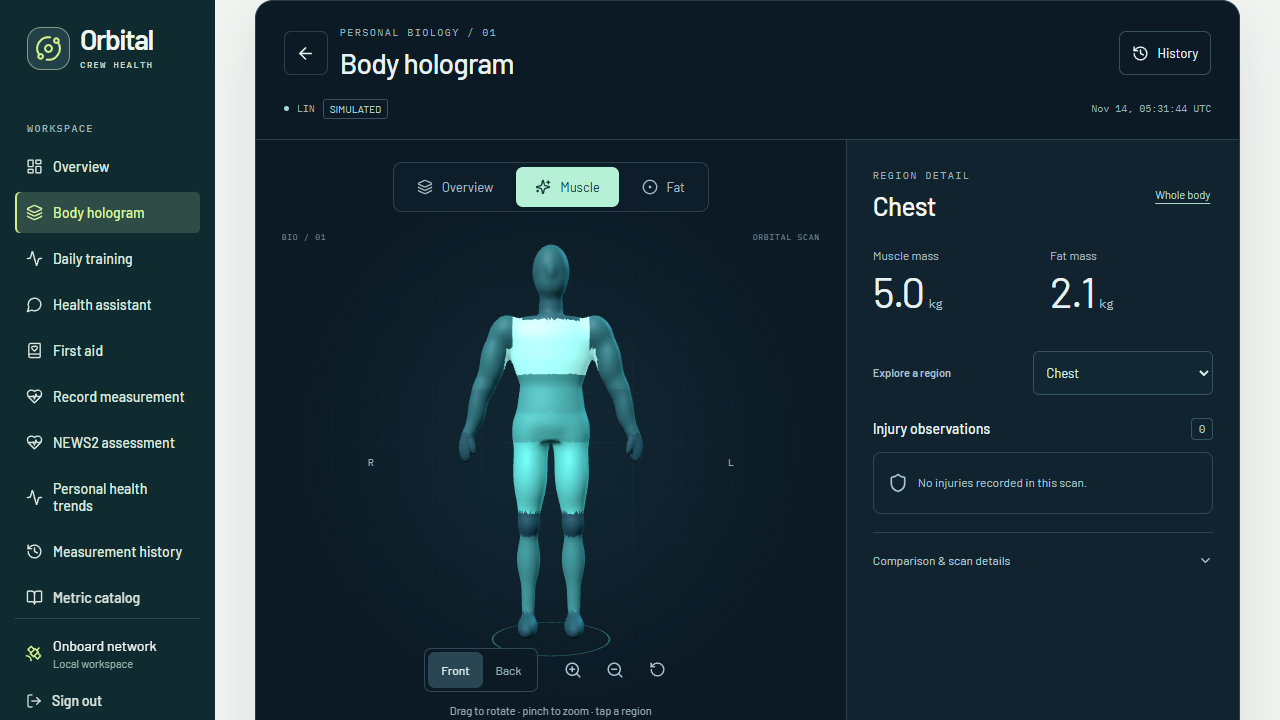 Orbital
CREW HEALTH
WORKSPACE
Overview
Body hologram
Daily training
Health assistant
First aid
Record measurement
NEWS2 assessment
Personal health
trends
Measurement history
Metric catalog
Onboard network
Local workspace
Sign out
PERSONAL BIOLOGY / 01
Body hologram
History
LIN SIMULATED
Nov 14, 05:31:44 UTC
Overview Muscle Fat
BIO / 01
ORBITAL SCAN
R
L
Front Back
Drag to rotate · pinch to zoom · tap a region
REGION DETAIL
Chest
Whole body
Muscle mass Fat mass
5.0 kg 2.1 kg
Explore a region Chest
Injury observations 0
No injuries recorded in this scan.
Comparison & scan details